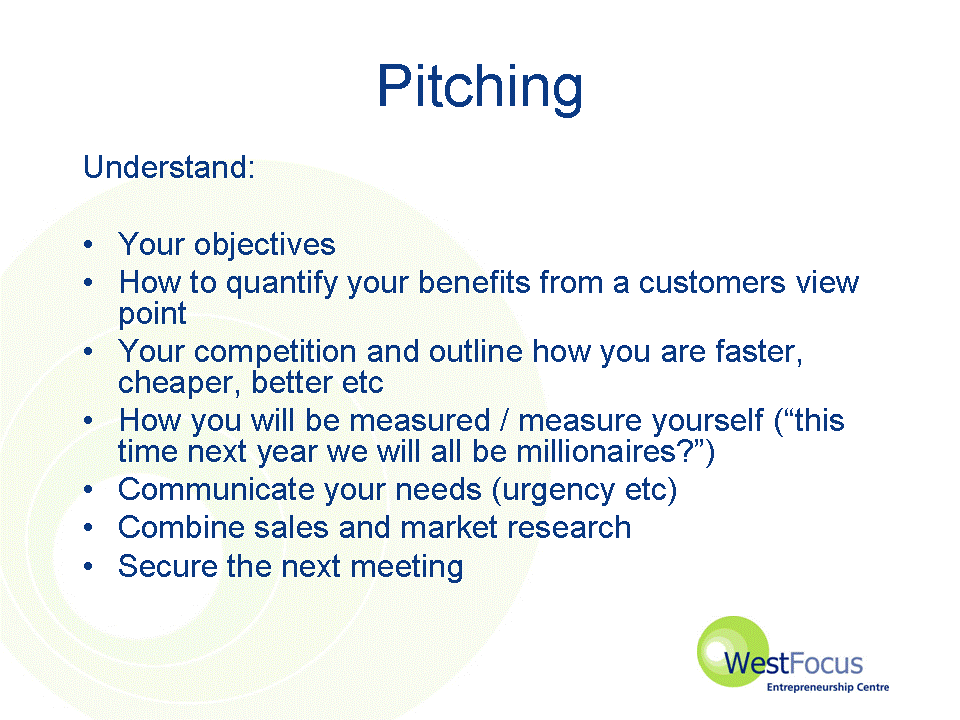 Pitching
Understand:
• Your objectives
• How to quantify your benefits from a customers view
point
• Your competition and outline how you are faster,
cheaper, better etc
• How you will be measured / measure yourself (“this
time next year we will all be millionaires?”)
• Communicate your needs (urgency etc)
• Combine sales and market research
• Secure the next meeting
WestFocus
Entrepreneurship Centre